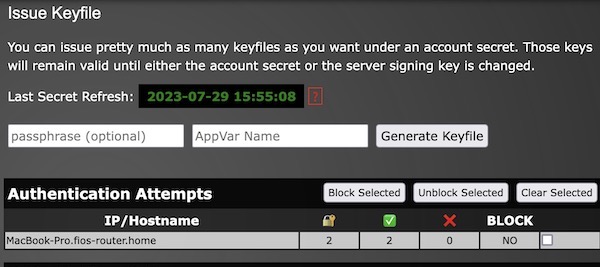 Issue Keyfile
You can issue pretty much as many keyfiles as you want under an account secret. Those keys
will remain valid until either the account secret or the server signing key is changed.
Last Secret Refresh: 2023-07-29 15:55:08 ?
passphrase (optional) AppVar Name Generate Keyfile
Authentication Attempts Block Selected Unblock Selected Clear Selected
IP/Hostname 🔐 ✅ ❌ BLOCK
MacBook-Pro.fios-router.home 2 2 0 NO